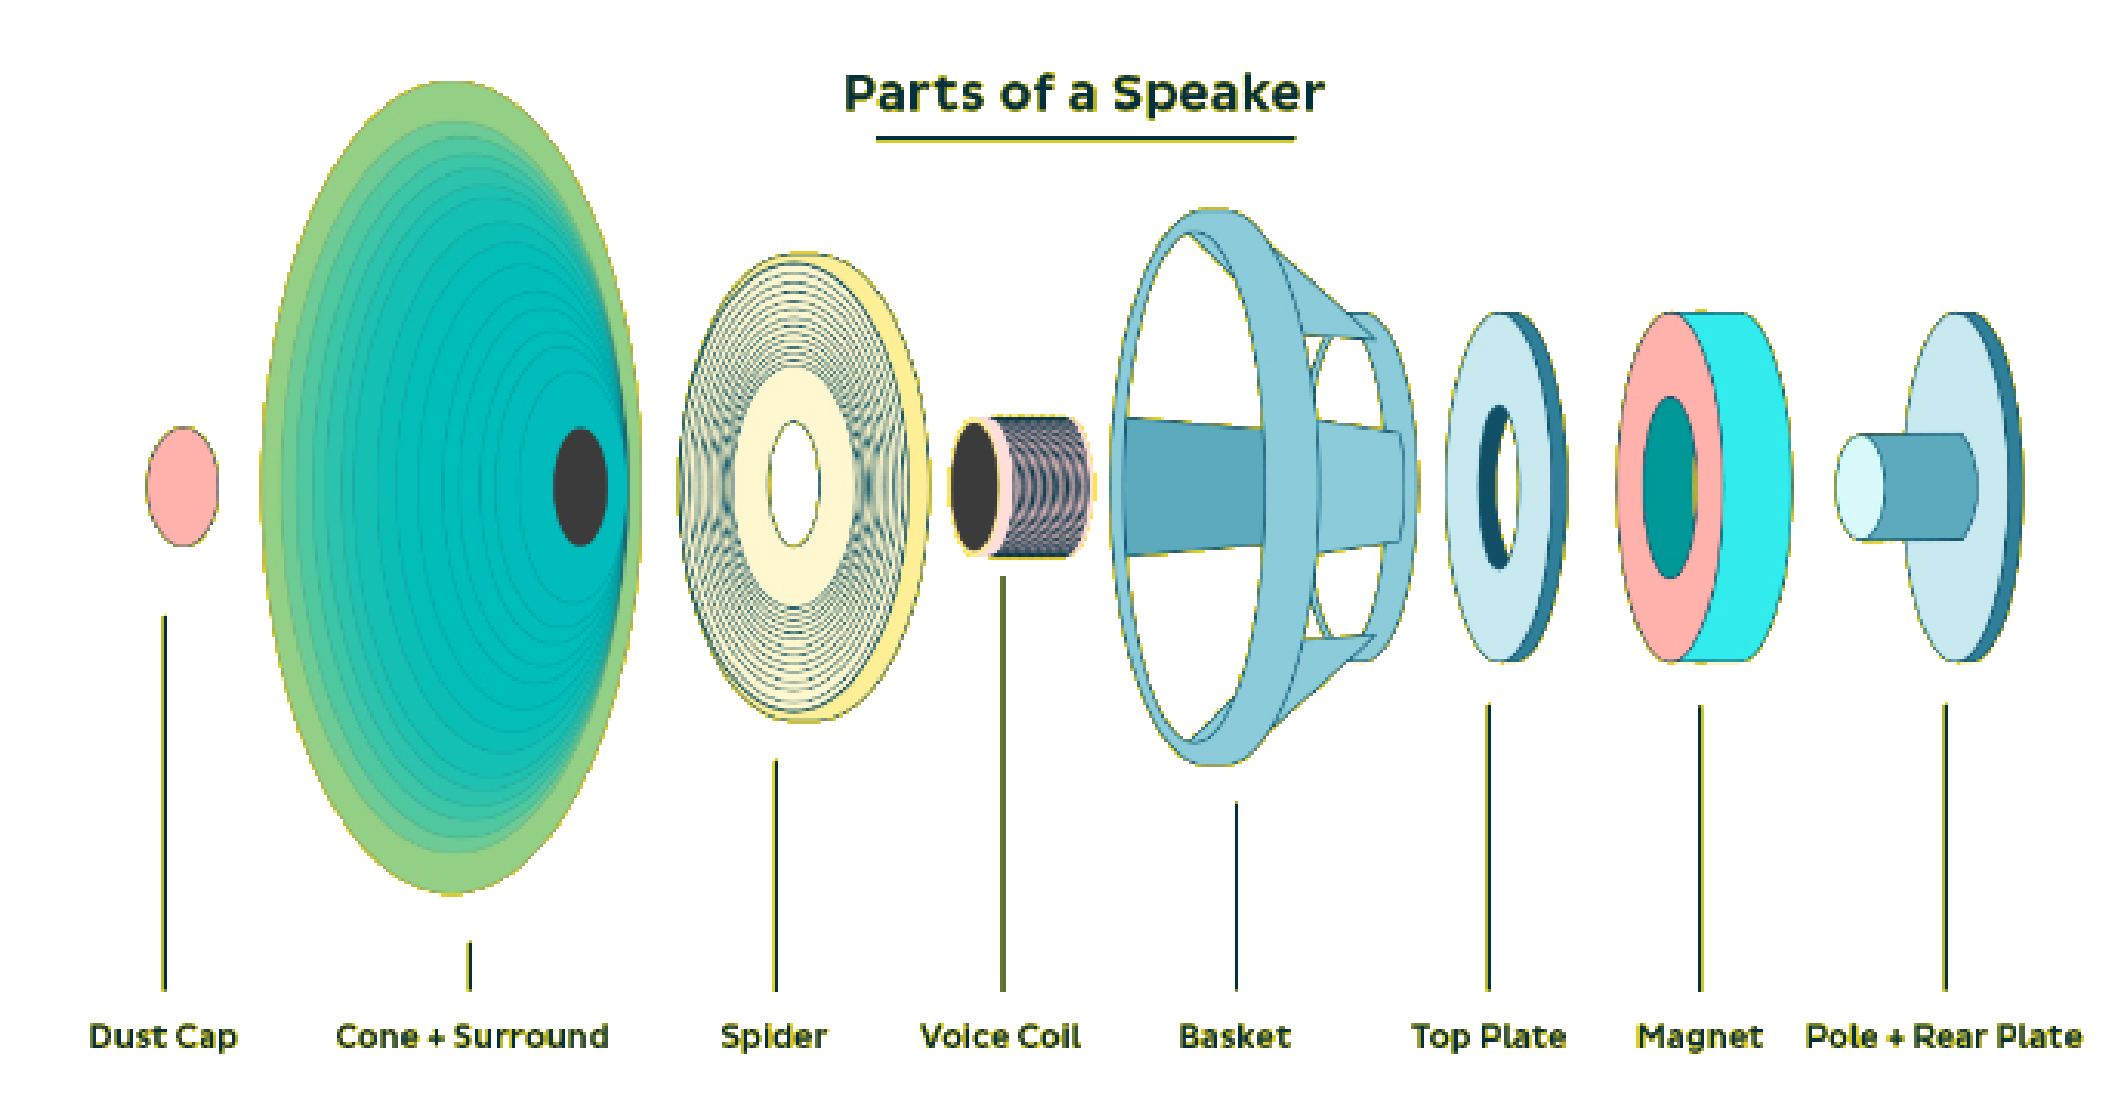 Parts of a Speaker
Dust Cap
Cone + Surround
Spider
Voice Coil
Basket
Top Plate
Magnet
Pole + Rear Plate